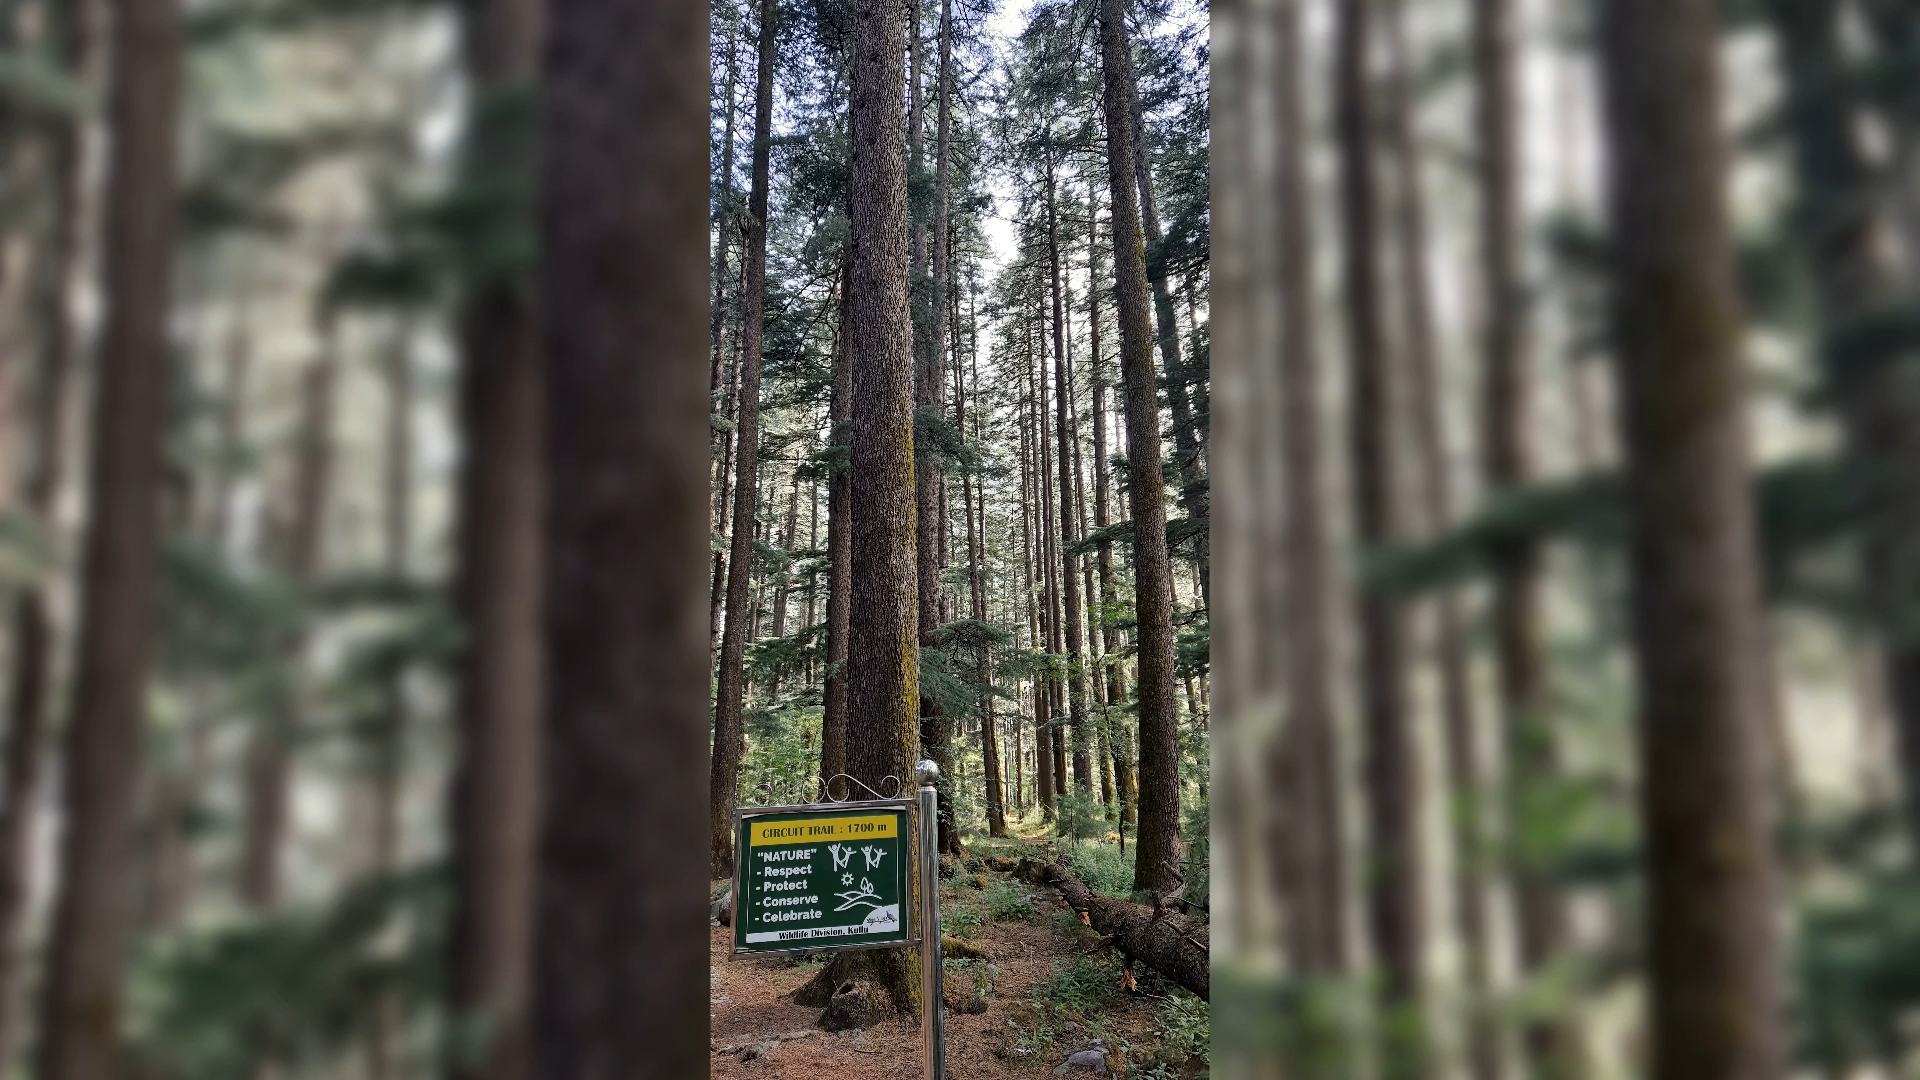 CIRCUIT TRAIL : 1700 m
"NATURE"
- Respect
- Protect
- Conserve
- Celebrate
Wildlife Division, Kullu